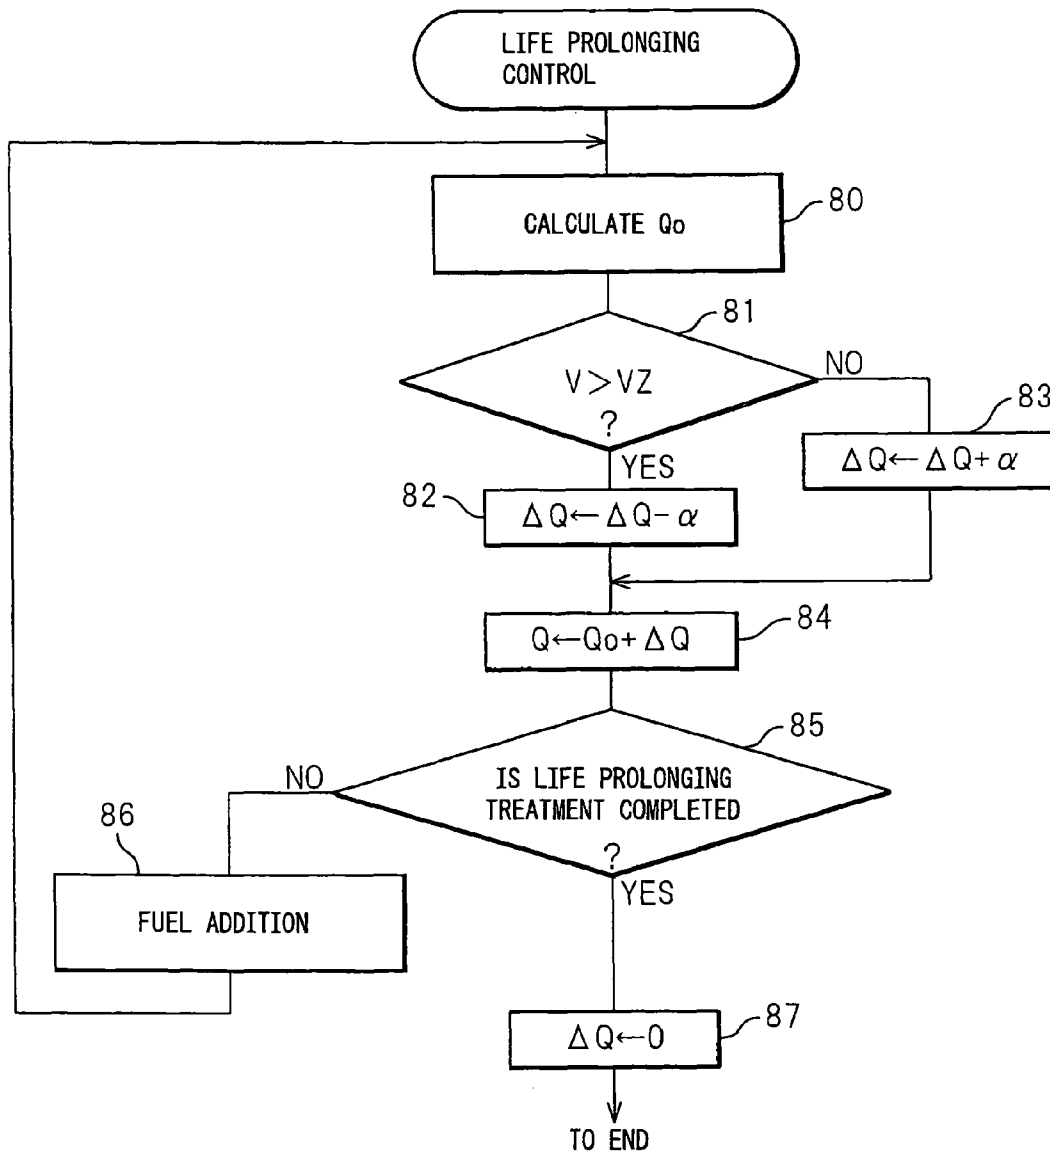 LIFE PROLONGING
CONTROL
CALCULATE Qo
80
81
V>VZ
?
NO
YES
83
ΔQ←ΔQ+α
82
ΔQ←ΔQ-α
Q←Qo+ΔQ
84
85
IS LIFE PROLONGING
TREATMENT COMPLETED
?
NO
YES
86
FUEL ADDITION
ΔQ←0
87
TO END